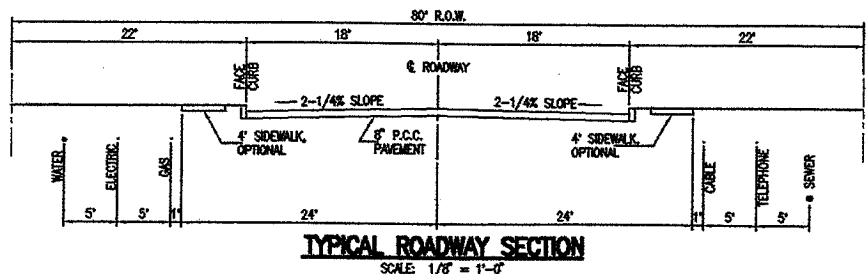 80' R.O.W.
22' 18' 18' 22'
FACE CURB
℄ ROADWAY
FACE CURB
2-1/4% SLOPE 2-1/4% SLOPE
4' SIDEWALK, OPTIONAL
8" P.C.C. PAVEMENT
4' SIDEWALK, OPTIONAL
WATER
ELECTRIC
GAS
CABLE
TELEPHONE
SEWER
5' 5' 1' 24' 24' 1' 5' 5'
TYPICAL ROADWAY SECTION
SCALE: 1/8" = 1'-0"